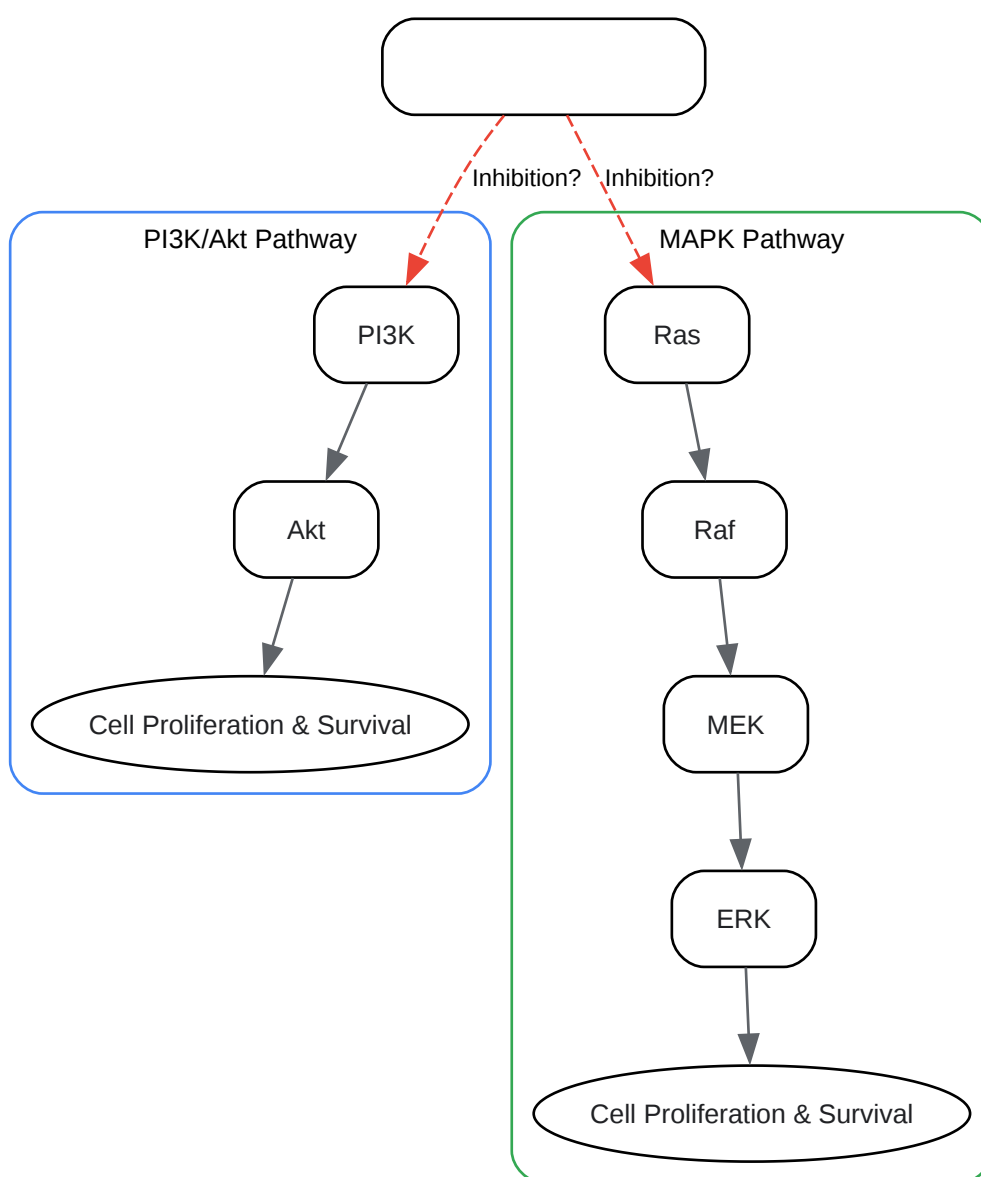 Inhibition?
Inhibition?
PI3K/Akt Pathway
PI3K
Akt
Cell Proliferation & Survival
MAPK Pathway
Ras
Raf
MEK
ERK
Cell Proliferation & Survival